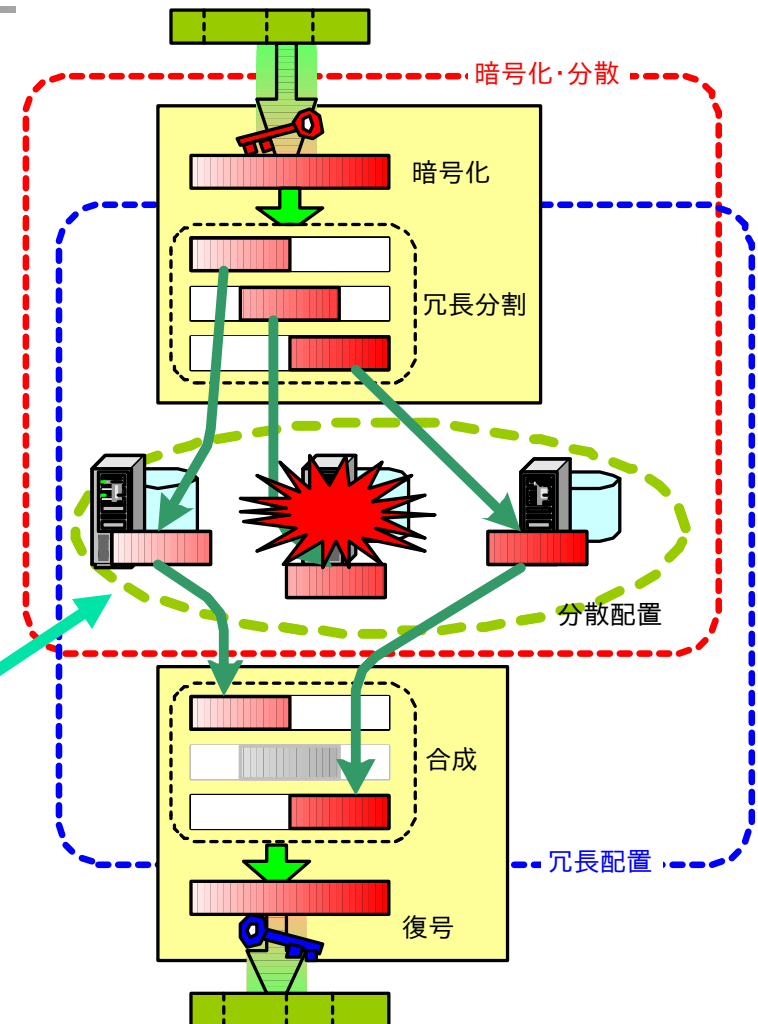 暗号化・分散
暗号化
冗長分割
分散配置
合成
冗長配置
復号